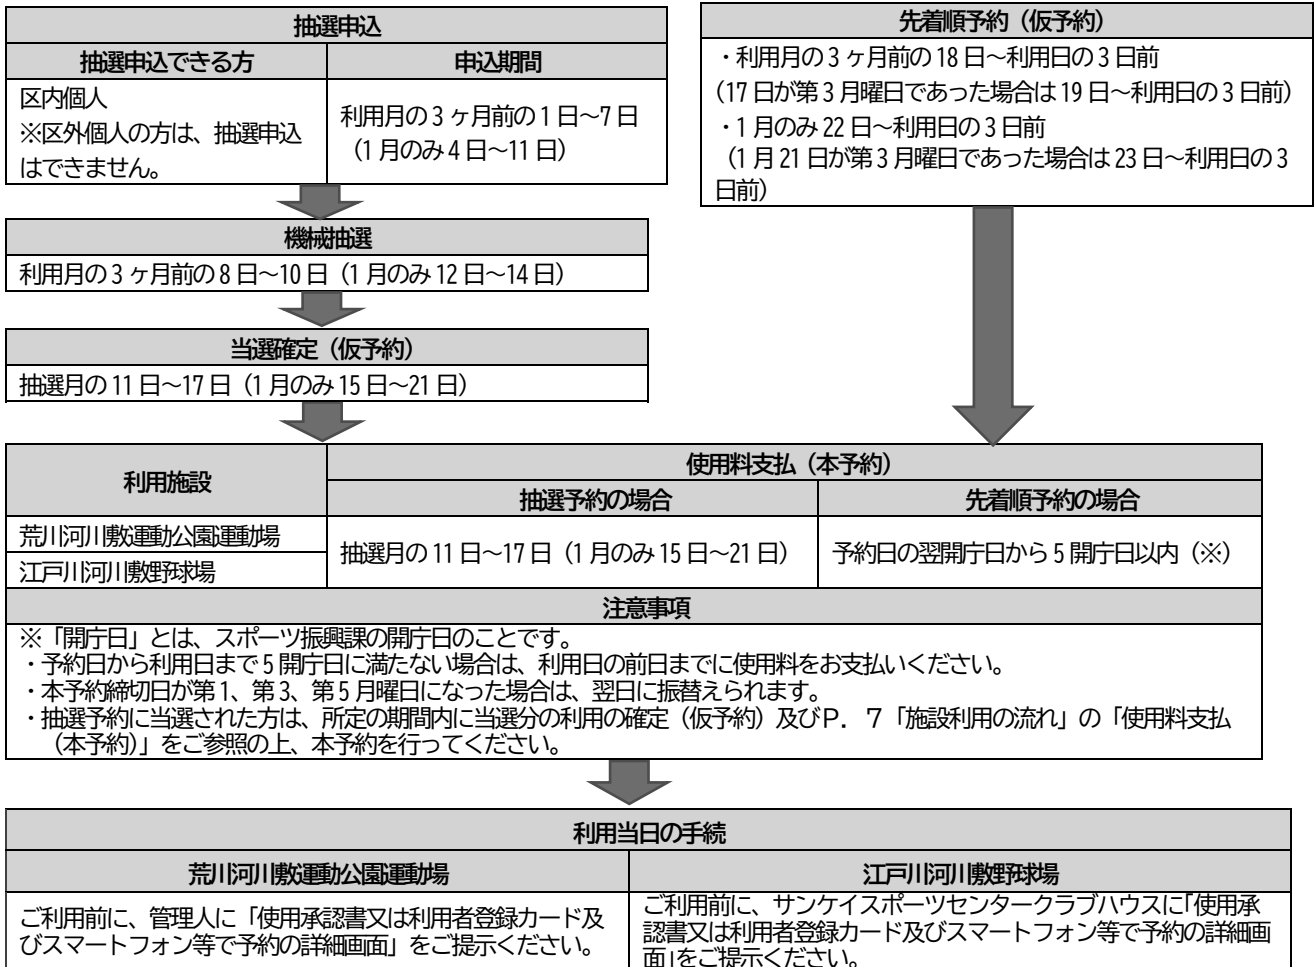 抽選申込
抽選申込できる方
申込期間
区内個人
※区外個人の方は、抽選申込
はできません。
利用月の3ヶ月前の1日～7日
（1月のみ4日～11日）
先着順予約（仮予約）
・利用月の3ヶ月前の18日～利用日の3日前
（17日が第3月曜日であった場合は19日～利用日の3日前）
・1月のみ22日～利用日の3日前
（1月21日が第3月曜日であった場合は23日～利用日の3
日前）
機械抽選
利用月の3ヶ月前の8日～10日（1月のみ12日～14日）
当選確定（仮予約）
抽選月の11日～17日（1月のみ15日～21日）
利用施設
使用料支払（本予約）
抽選予約の場合
先着順予約の場合
荒川河川敷運動公園運動場
江戸川河川敷野球場
抽選月の11日～17日（1月のみ15日～21日）
予約日の翌開庁日から5開庁日以内（※）
注意事項
※「開庁日」とは、スポーツ振興課の開庁日のことです。
・予約日から利用日まで5開庁日に満たない場合は、利用日の前日までに使用料をお支払いください。
・本予約締切日が第1、第3、第5月曜日になった場合は、翌日に振替えられます。
・抽選予約に当選された方は、所定の期間内に当選分の利用の確定（仮予約）及びP．7「施設利用の流れ」の「使用料支払
（本予約）」をご参照の上、本予約を行ってください。
利用当日の手続
荒川河川敷運動公園運動場
江戸川河川敷野球場
ご利用前に、管理人に「使用承認書又は利用者登録カード及
びスマートフォン等で予約の詳細画面」をご提示ください。
ご利用前に、サンケイスポーツセンタークラブハウスに「使用承
認書又は利用者登録カード及びスマートフォン等で予約の詳細画
面」をご提示ください。